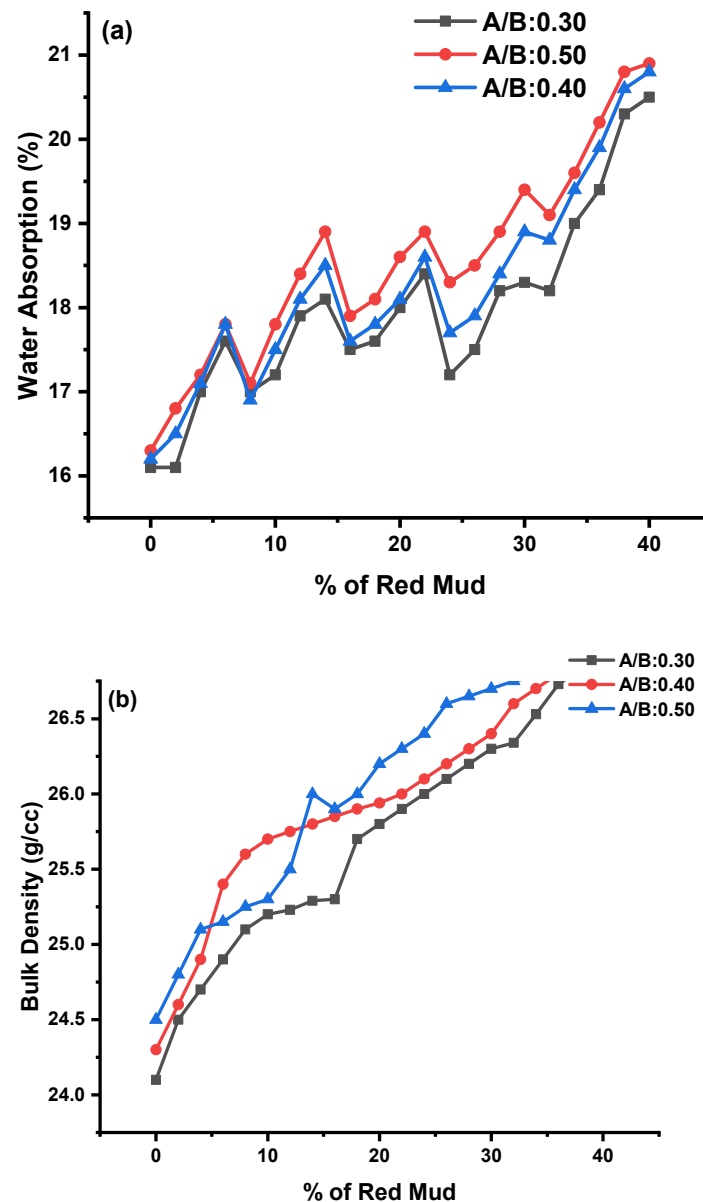 (a)
A/B:0.30
A/B:0.50
A/B:0.40
21
20
19
18
17
16
Water Absorption (%)
0 10 20 30 40
% of Red Mud
(b)
A/B:0.30
A/B:0.40
A/B:0.50
26.5
26.0
25.5
25.0
24.5
24.0
Bulk Density (g/cc)
0 10 20 30 40
% of Red Mud